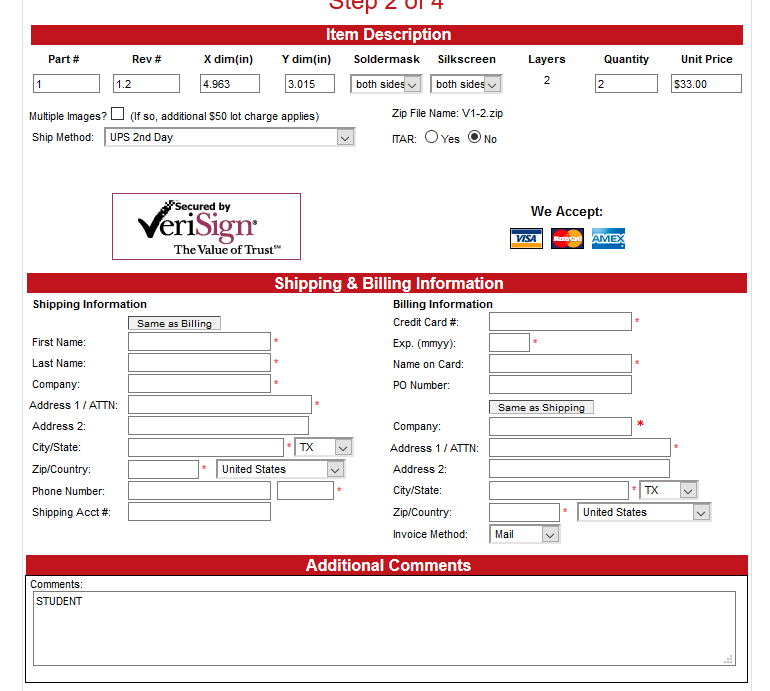 Step 2 of 4
Item Description
Part # Rev # X dim(in) Y dim(in) Soldermask Silkscreen Layers Quantity Unit Price
1 1.2 4.963 3.015 both sides both sides 2 2 $33.00
Multiple Images? (If so, additional $50 lot charge applies) Zip File Name: V1-2.zip
Ship Method: UPS 2nd Day ITAR: Yes No
Secured by
VeriSign®
The Value of Trust℠
We Accept:
VISA MasterCard AMEX
Shipping & Billing Information
Shipping Information
Same as Billing
First Name: *
Last Name: *
Company: *
Address 1 / ATTN: *
Address 2:
City/State: * TX
Zip/Country: * United States
Phone Number: *
Shipping Acct #:
Billing Information
Credit Card #: *
Exp. (mmyy): *
Name on Card: *
PO Number:
Same as Shipping
Company: *
Address 1 / ATTN: *
Address 2:
City/State: * TX
Zip/Country: * United States
Invoice Method: Mail
Additional Comments
Comments:
STUDENT